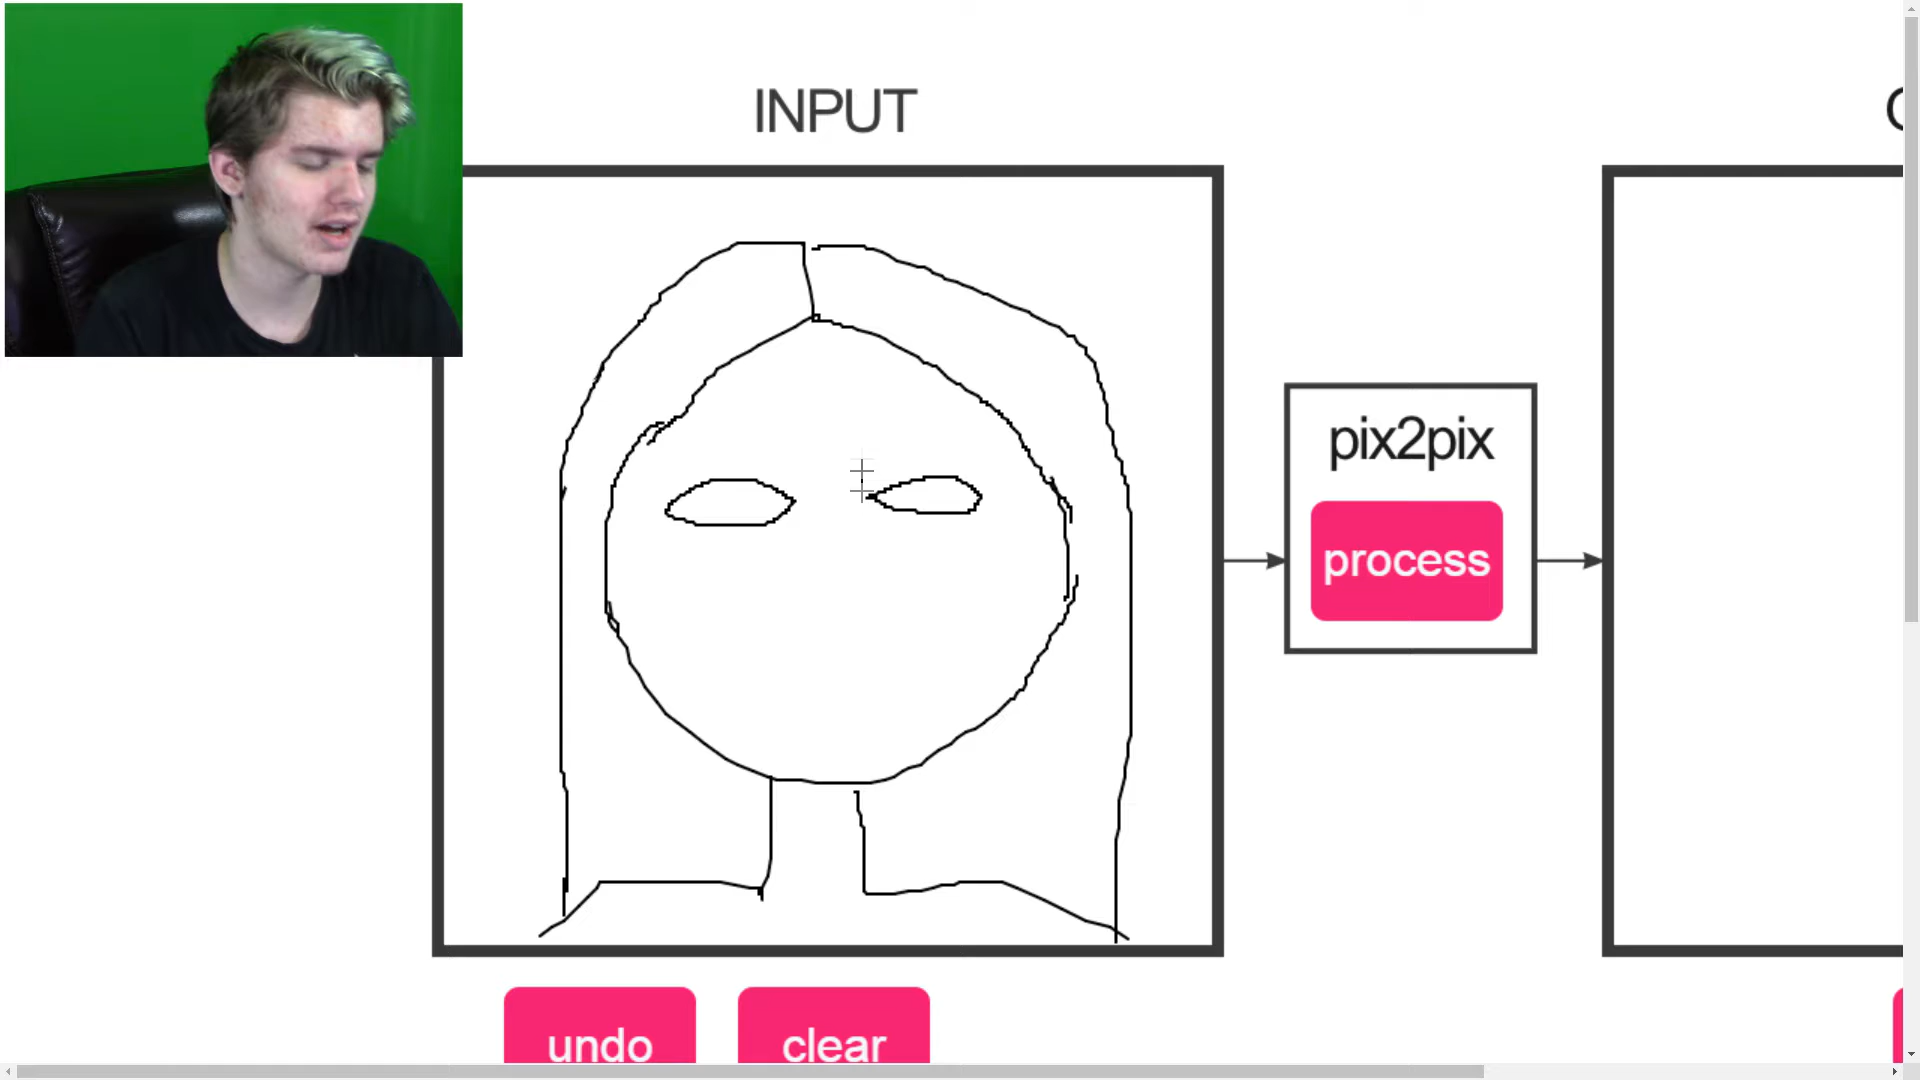 INPUT
pix2pix
process
undo
clear